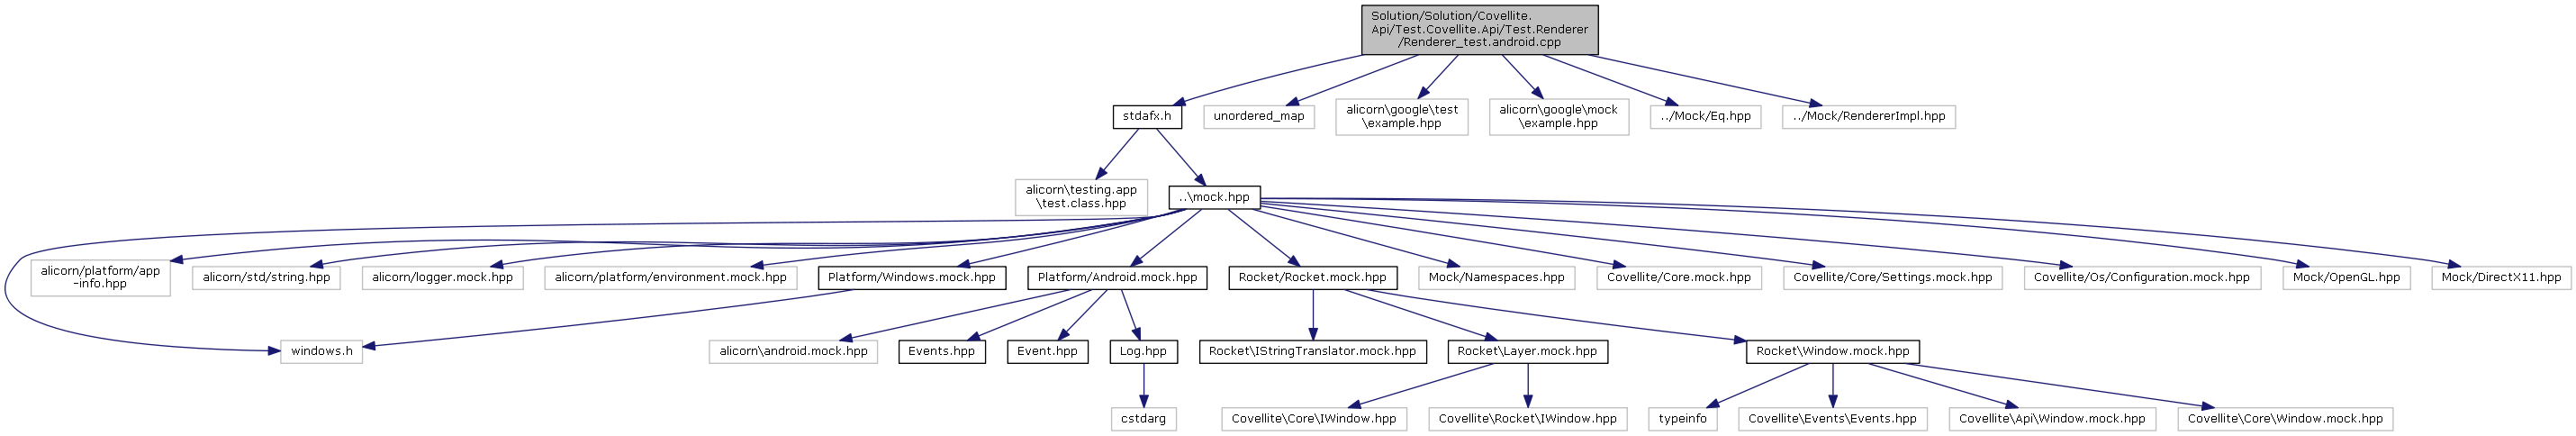 Solution/Solution/Covellite.
Api/Test.Covellite.Api/Test.Renderer
/Renderer_test.android.cpp
stdafx.h
unordered_map
alicorn\google\test
\example.hpp
alicorn\google\mock
\example.hpp
../Mock/Eq.hpp
../Mock/RendererImpl.hpp
alicorn\testing.app
\test.class.hpp
..\mock.hpp
alicorn/platform/app
-info.hpp
alicorn/std/string.hpp
alicorn/logger.mock.hpp
alicorn/platform/environment.mock.hpp
Platform/Windows.mock.hpp
Platform/Android.mock.hpp
Rocket/Rocket.mock.hpp
Mock/Namespaces.hpp
Covellite/Core.mock.hpp
Covellite/Core/Settings.mock.hpp
Covellite/Os/Configuration.mock.hpp
Mock/OpenGL.hpp
Mock/DirectX11.hpp
windows.h
alicorn\android.mock.hpp
Events.hpp
Event.hpp
Log.hpp
Rocket\IStringTranslator.mock.hpp
Rocket\Layer.mock.hpp
Rocket\Window.mock.hpp
cstdarg
Covellite\Core\IWindow.hpp
Covellite\Rocket\IWindow.hpp
typeinfo
Covellite\Events\Events.hpp
Covellite\Api\Window.mock.hpp
Covellite\Core\Window.mock.hpp